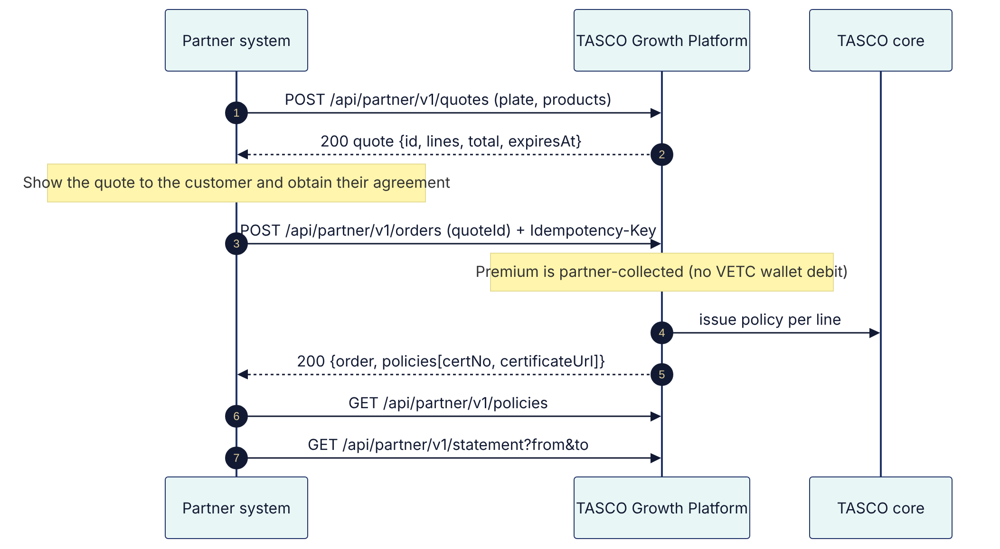 Partner system
TASCO Growth Platform
TASCO core
POST /api/partner/v1/quotes (plate, products)
1
200 quote {id, lines, total, expiresAt}
2
Show the quote to the customer and obtain their agreement
POST /api/partner/v1/orders (quoteId) + Idempotency-Key
3
Premium is partner-collected (no VETC wallet debit)
issue policy per line
4
200 {order, policies[certNo, certificateUrl]}
5
GET /api/partner/v1/policies
6
GET /api/partner/v1/statement?from&to
7
Partner system
TASCO Growth Platform
TASCO core